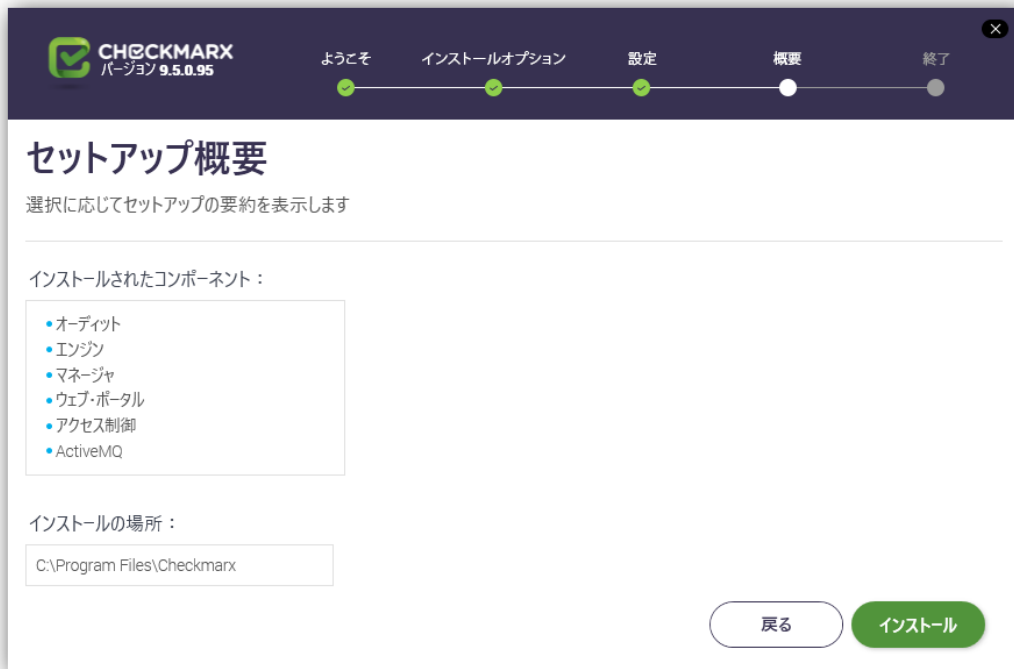 CHECKMARX
バージョン 9.5.0.95
ようこそ
インストールオプション
設定
概要
終了
セットアップ概要
選択に応じてセットアップの要約を表示します
インストールされたコンポーネント：
オーディット
エンジン
マネージャ
ウェブ・ポータル
アクセス制御
ActiveMQ
インストールの場所：
C:\Program Files\Checkmarx
戻る
インストール